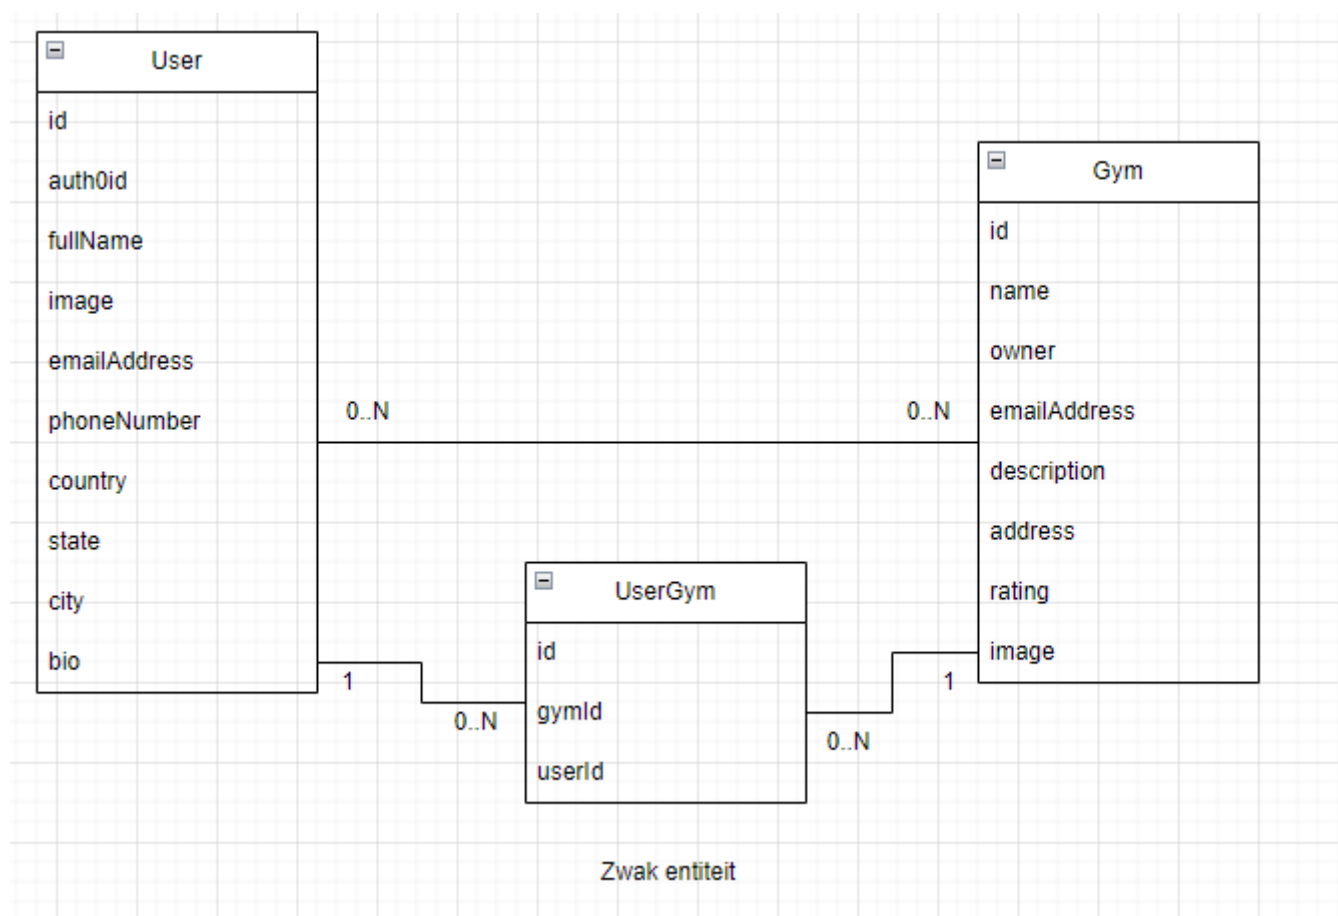 User
id
auth0id
fullName
image
emailAddress
phoneNumber
country
state
city
bio
0..N
0..N
Gym
id
name
owner
emailAddress
description
address
rating
image
UserGym
id
gymId
userId
1
0..N
1
0..N
Zwak entiteit